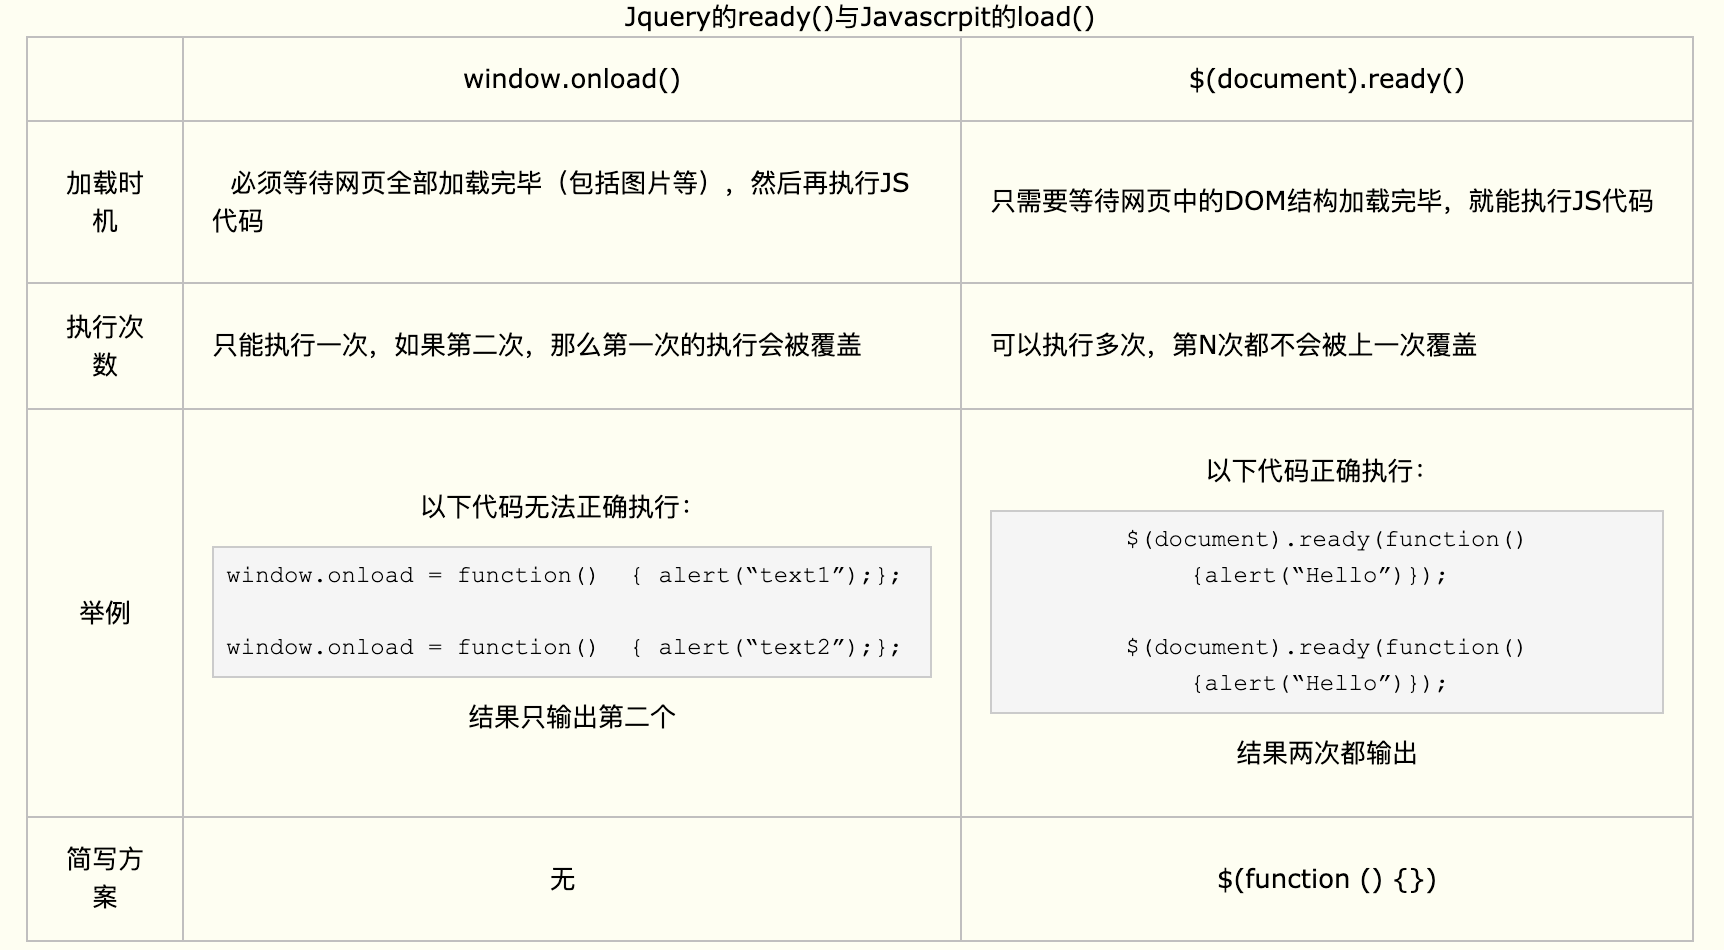 Jquery的ready()与Javascrpit的load()
window.onload()
$(document).ready()
加载时
机
必须等待网页全部加载完毕（包括图片等），然后再执行JS
代码
只需要等待网页中的DOM结构加载完毕，就能执行JS代码
执行次
数
只能执行一次，如果第二次，那么第一次的执行会被覆盖
可以执行多次，第N次都不会被上一次覆盖
举例
以下代码无法正确执行：
window.onload = function()  { alert(“text1”);};
window.onload = function()  { alert(“text2”);};
结果只输出第二个
以下代码正确执行：
$(document).ready(function()
{alert(“Hello”)});
$(document).ready(function()
{alert(“Hello”)});
结果两次都输出
简写方
案
无
$(function () {})